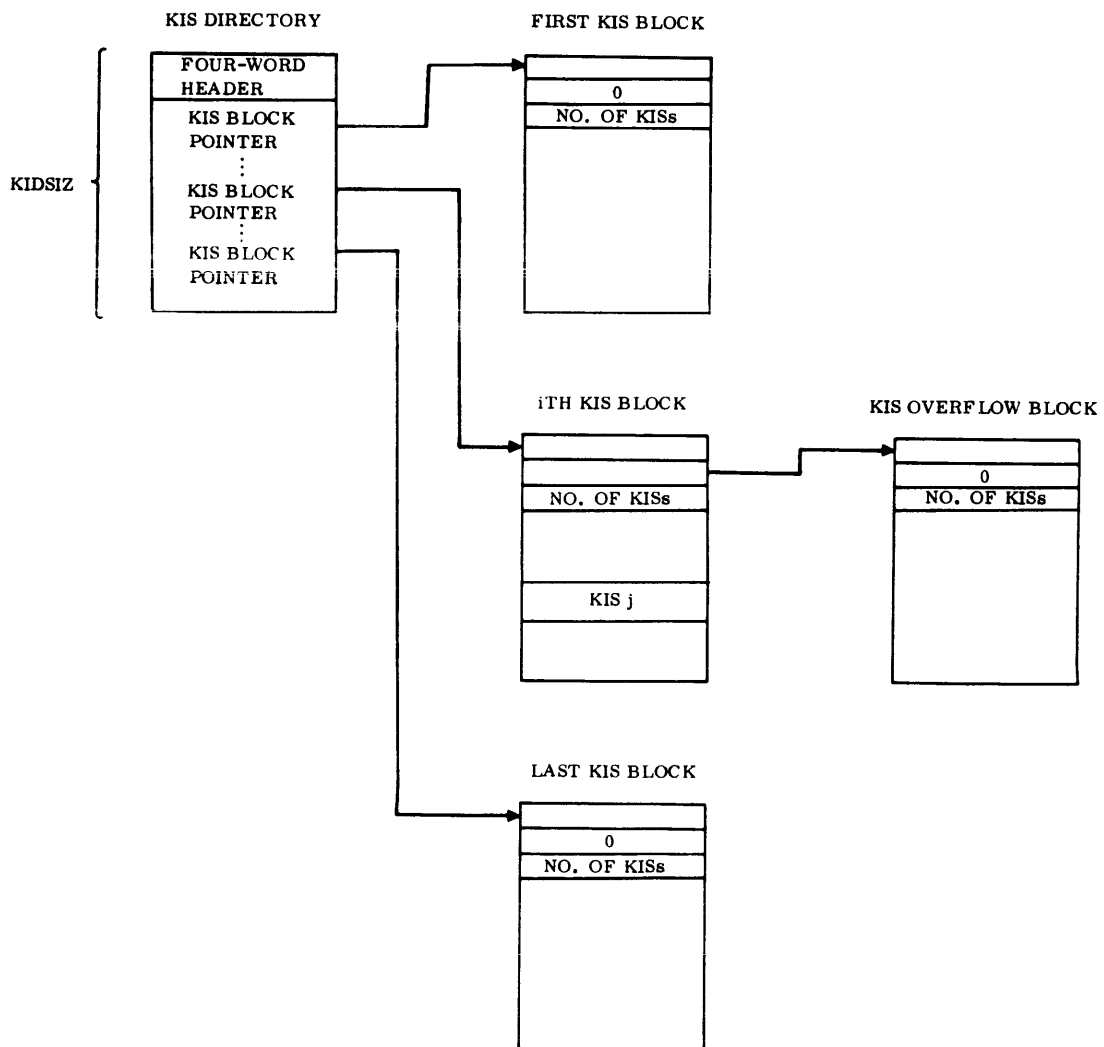 KIS DIRECTORY
FOUR-WORD
HEADER
KIS BLOCK
POINTER
⋮
KIS BLOCK
POINTER
⋮
KIS BLOCK
POINTER
KIDSIZ
FIRST KIS BLOCK
0
NO. OF KISs
iTH KIS BLOCK
NO. OF KISs
KIS j
KIS OVERFLOW BLOCK
0
NO. OF KISs
LAST KIS BLOCK
0
NO. OF KISs